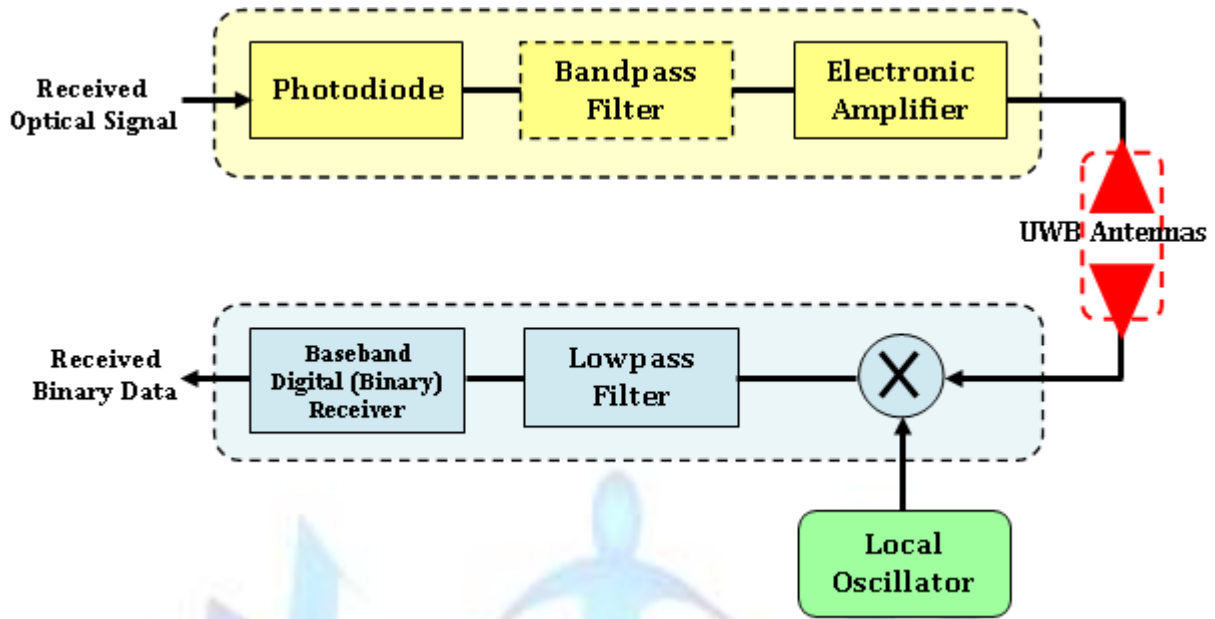 Received
Optical Signal
Photodiode
Bandpass
Filter
Electronic
Amplifier
UWB Antennas
Received
Binary Data
Baseband
Digital (Binary)
Receiver
Lowpass
Filter
X
Local
Oscillator